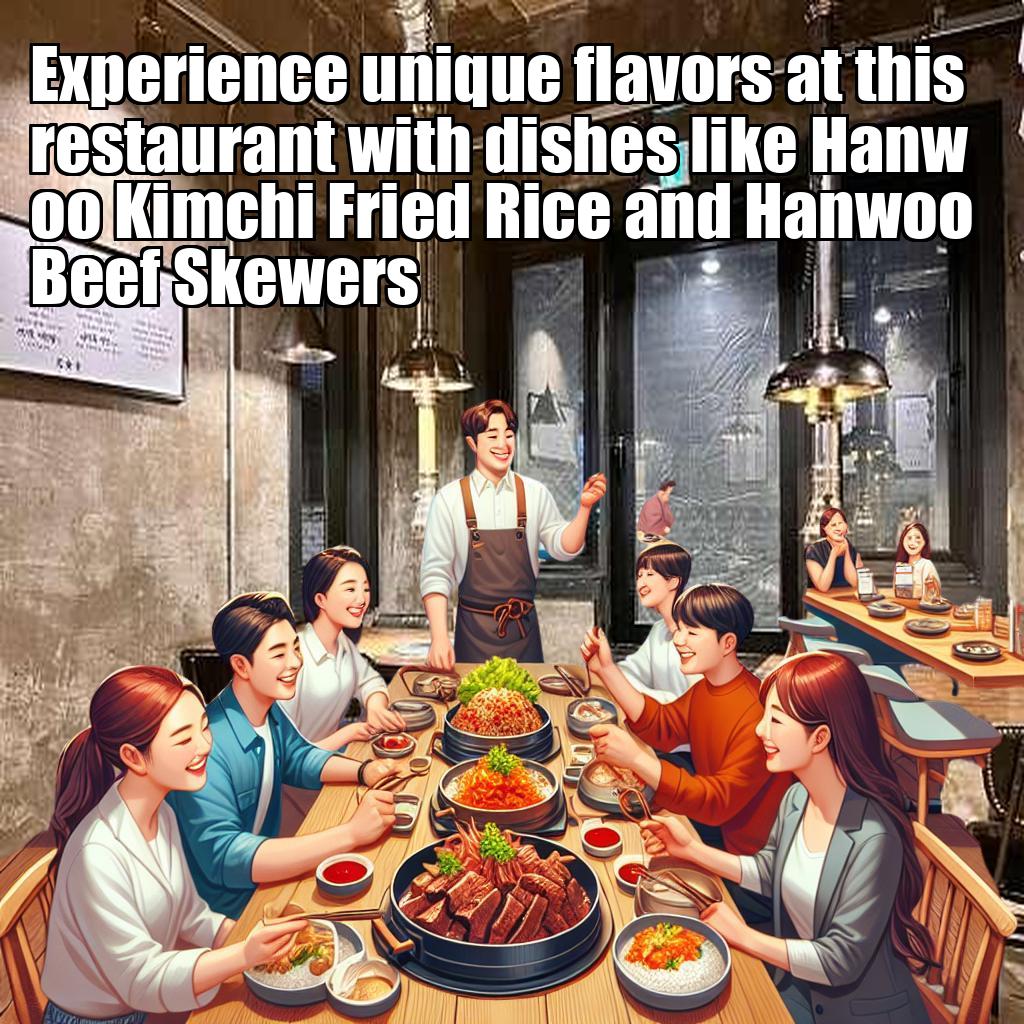 Experience unique flavors at this
restaurant with dishes like Hanw
oo Kimchi Fried Rice and Hanwoo
Beef Skewers